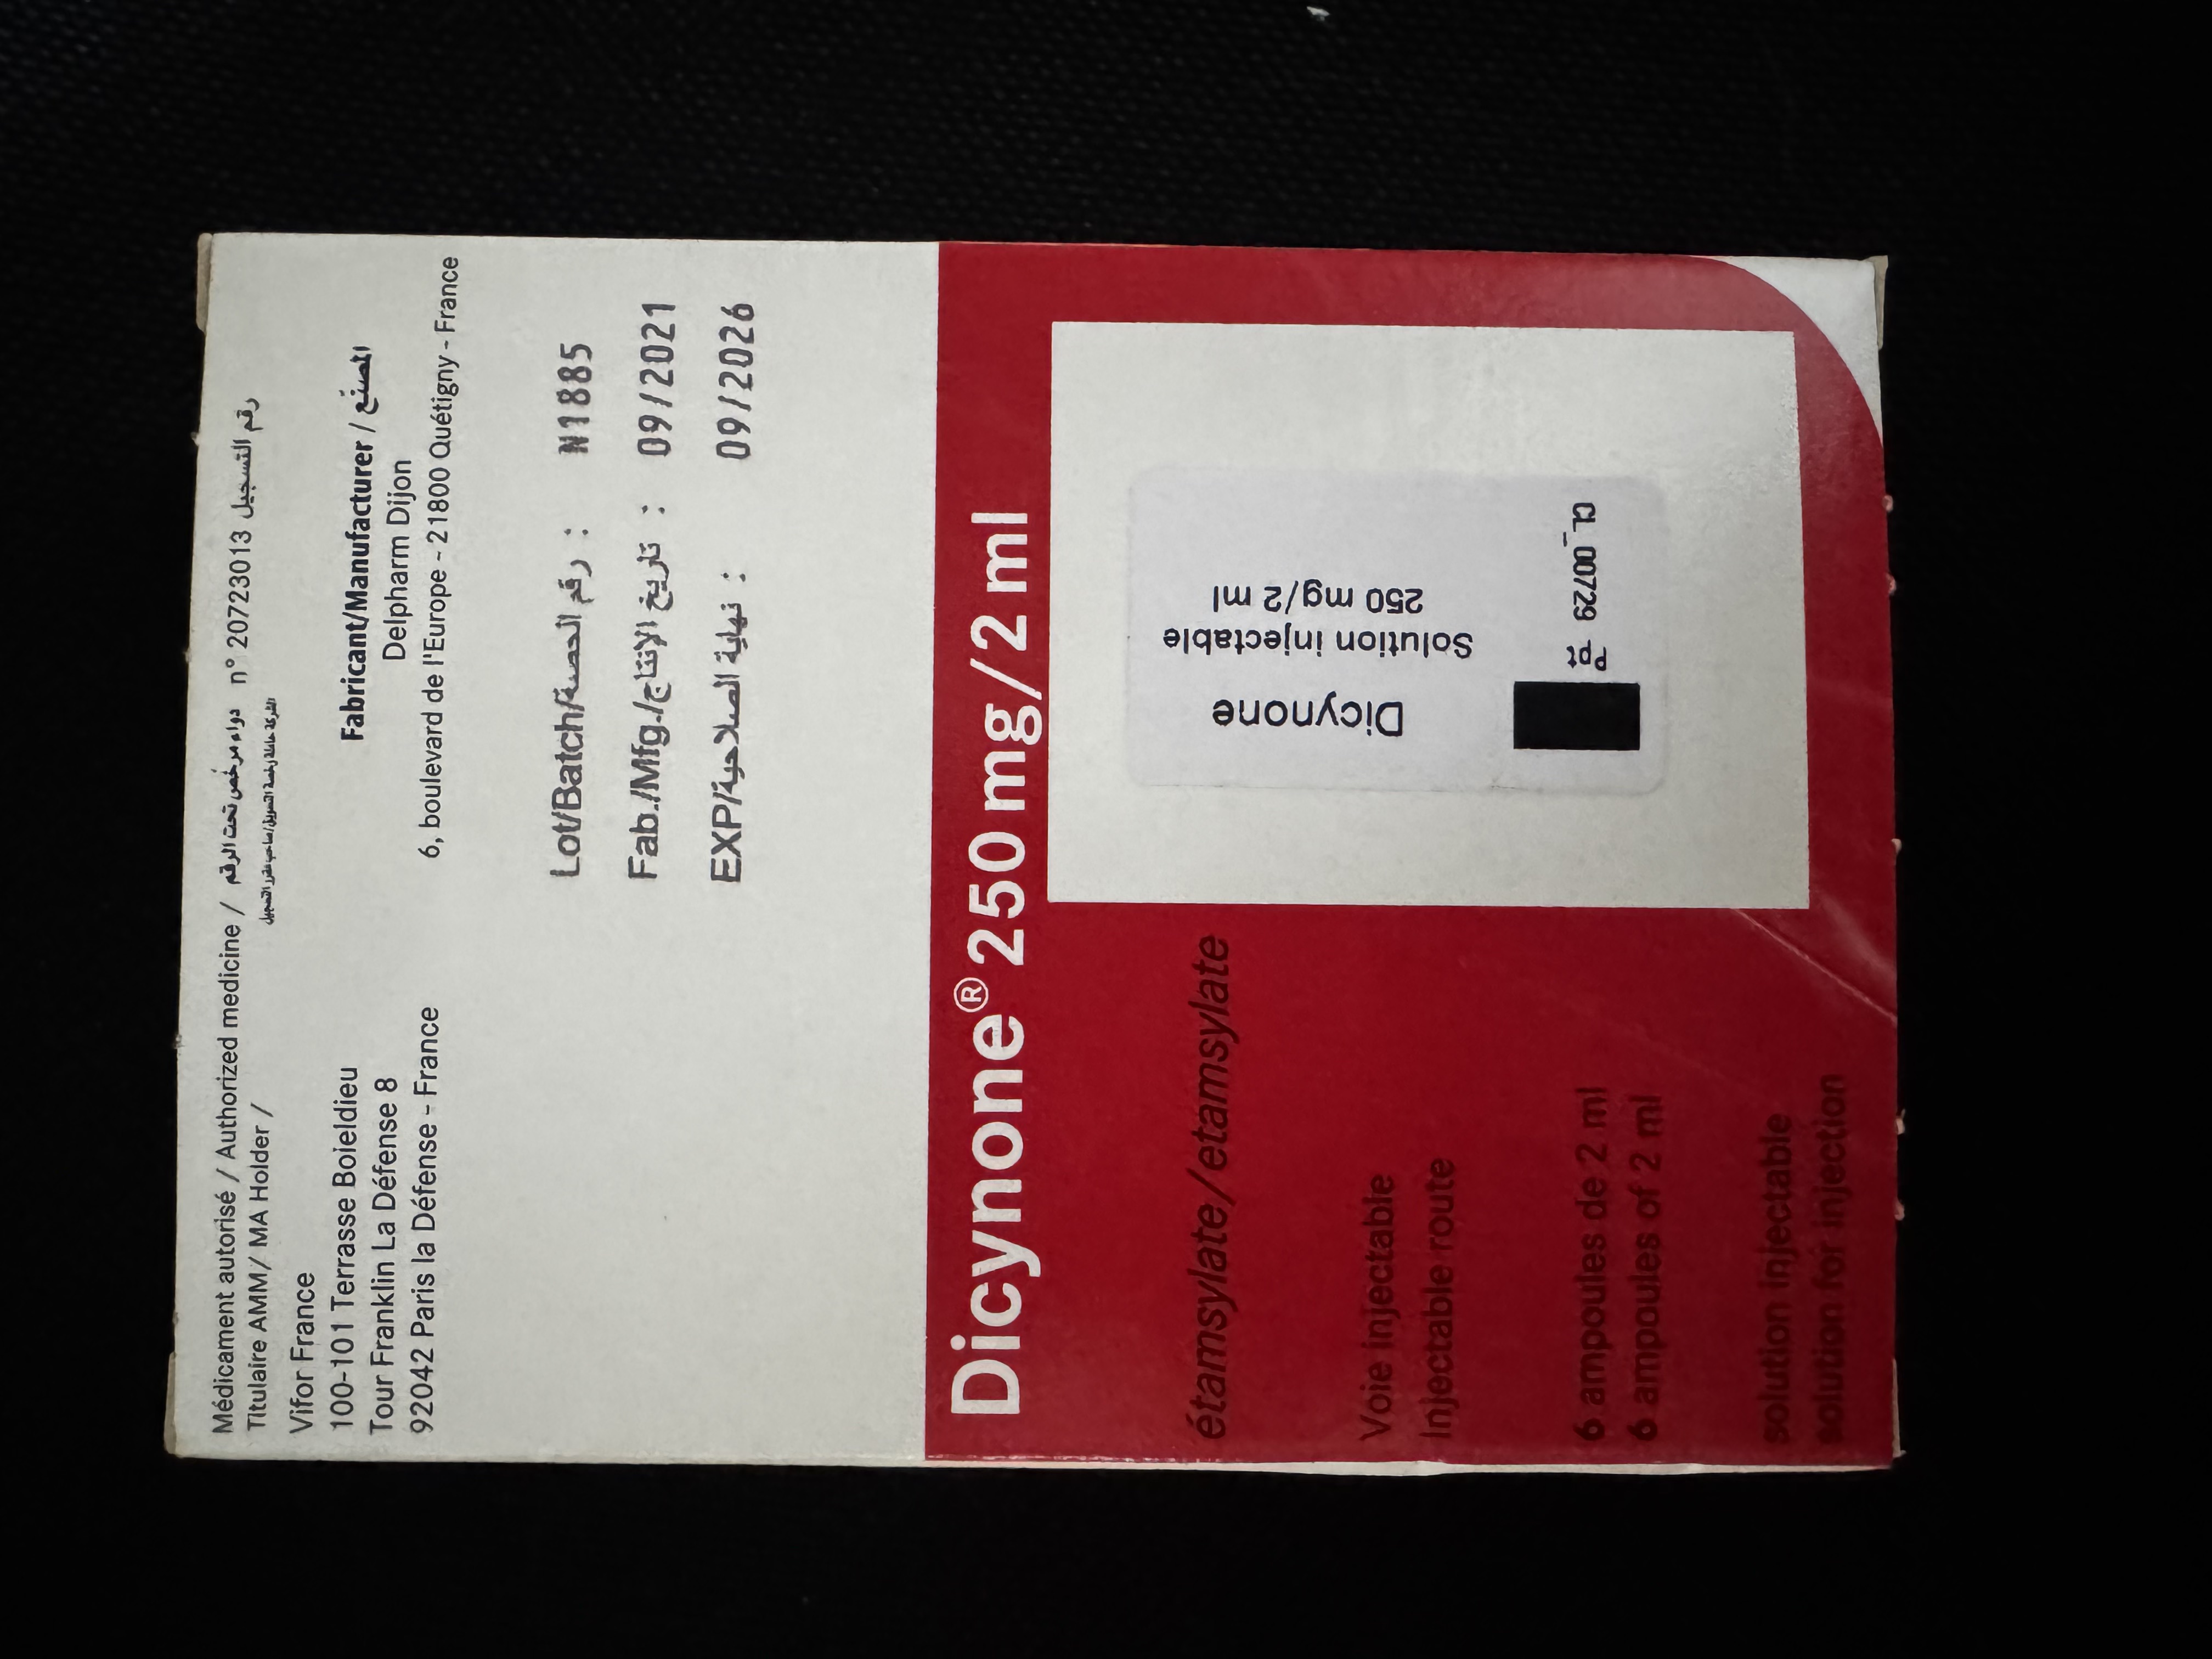 Médicament autorisé / Authorized medicine / دواء مرخّص تحت الرقم n° 20723013 رقم التسجيل
Titulaire AMM/ MA Holder / الشركة حاملة رخصة التسويق/صاحب مقرر التسجيل
Vifor France
100-101 Terrasse Boieldieu
Tour Franklin La Défense 8
92042 Paris la Défense - France
Fabricant/Manufacturer / المصنّع
Delpharm Dijon
6, boulevard de l'Europe - 21800 Quétigny - France
Lot/Batch/رقم الحصة : N1885
Fab./Mfg./تاريخ الإنتاج : 09/2021
EXP/نهاية الصلاحية : 09/2026
Dicynone® 250 mg/2 ml
étamsylate/etamsylate
Voie injectable
Injectable route
6 ampoules de 2 ml
6 ampoules of 2 ml
solution injectable
solution for injection
Dicynone
Solution injectable
250 mg/2 ml
Ppt
CL_00729